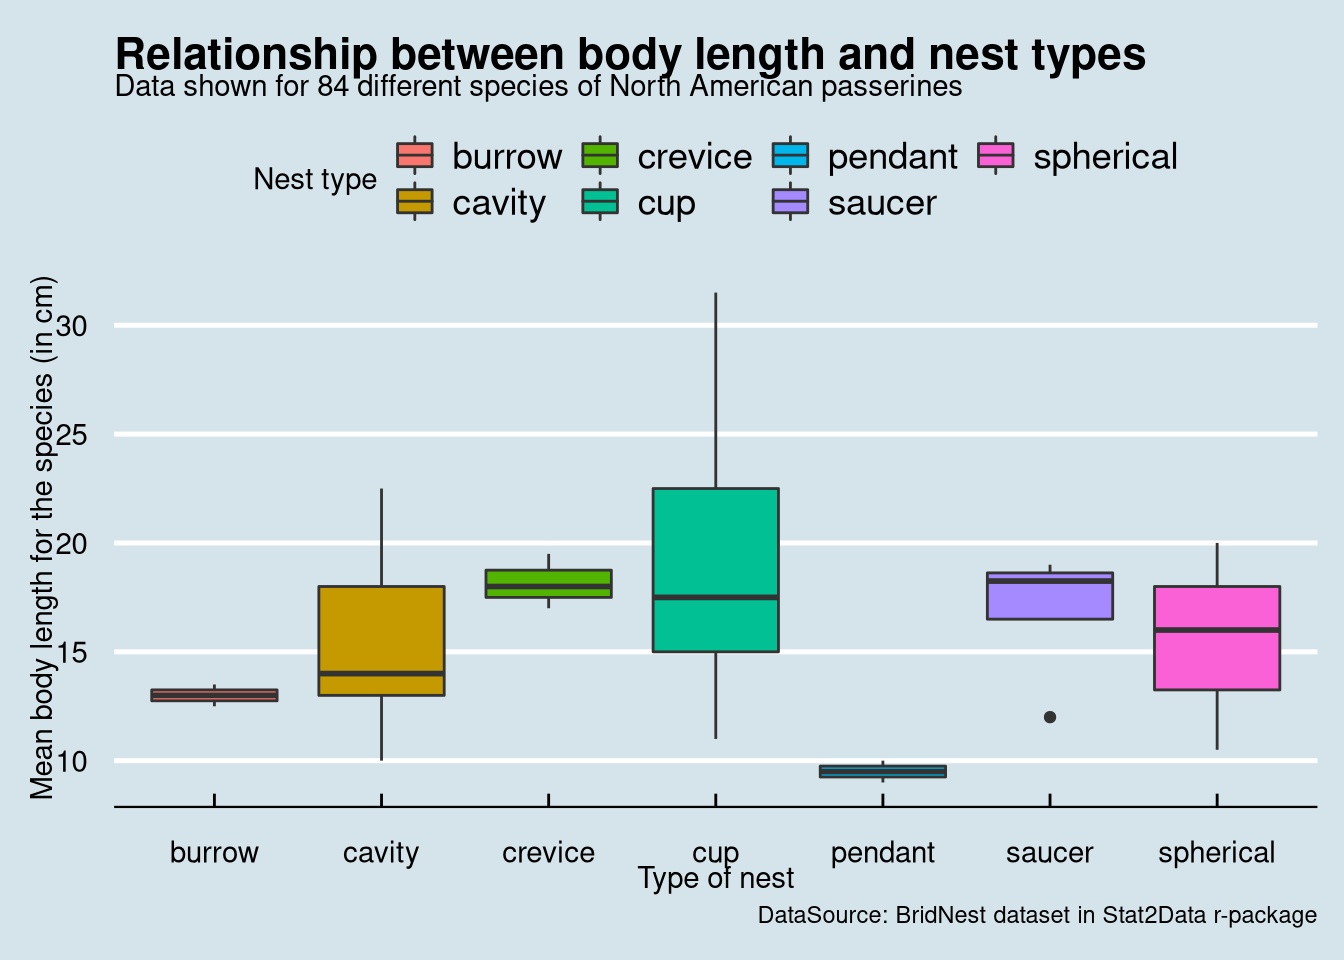 Relationship between body length and nest types
Data shown for 84 different species of North American passerines
Nest type
burrow crevice pendant spherical
cavity cup saucer
Mean body length for the species (in cm)
30
25
20
15
10
burrow cavity crevice cup pendant saucer spherical
Type of nest
DataSource: BridNest dataset in Stat2Data r-package